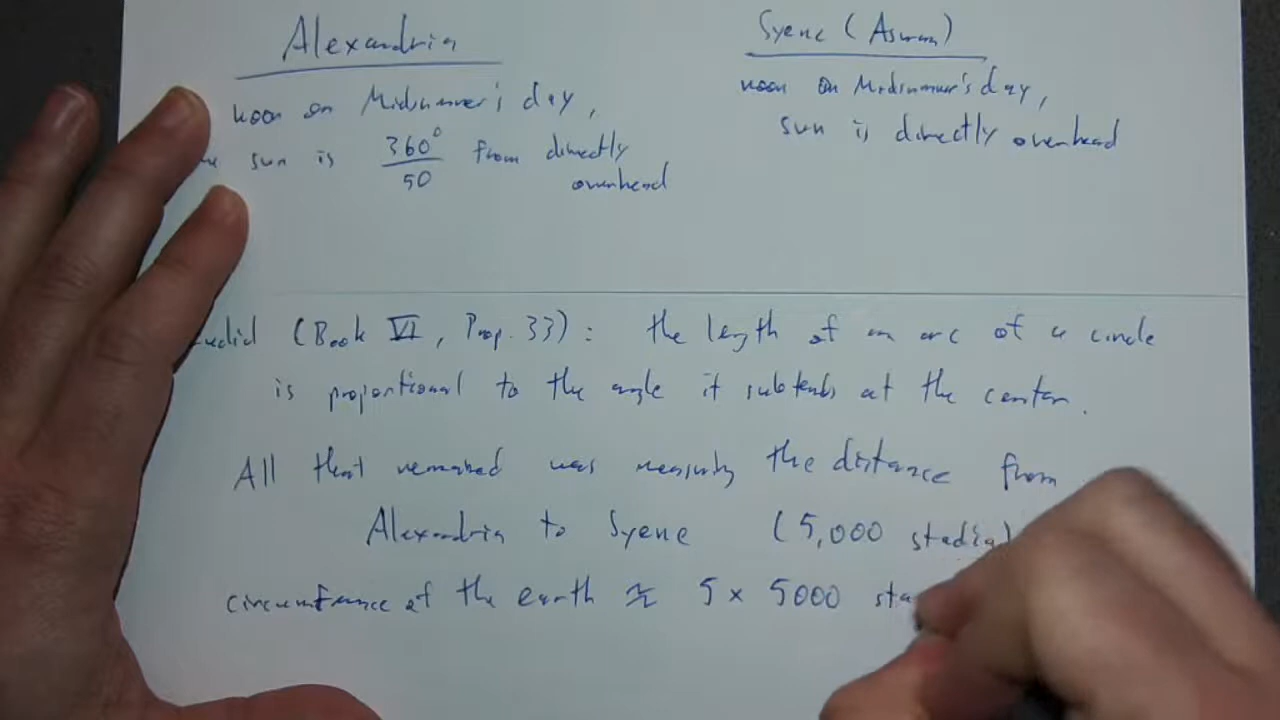 Alexandria
noon on Midsummer's day,
sun is 360° / 50 from directly
overhead
Syene (Aswan)
noon on Midsummer's day,
sun is directly overhead
(Book VI, Prop. 33): the length of an arc of a circle
is proportional to the angle it subtends at the center.
All that remained was measuring the distance from
Alexandria to Syene (5,000 stadia)
circumference of the earth ≈ 5 × 5000 sta